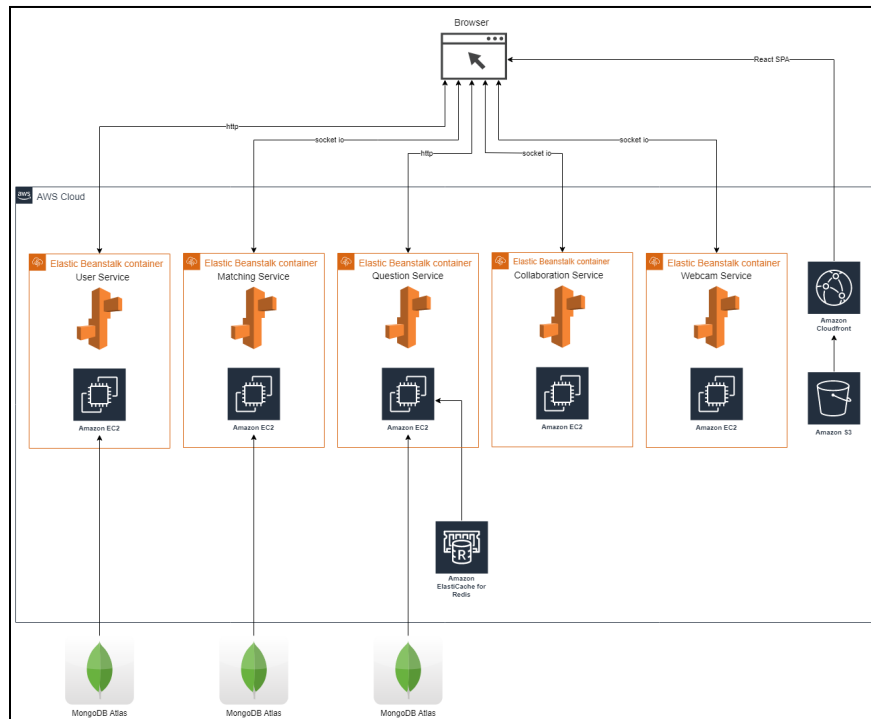 Browser
React SPA
http
socket io
socket io
http
socket io
aws
AWS Cloud
Elastic Beanstalk container
Elastic Beanstalk container
Elastic Beanstalk container
Elastic Beanstalk container
Elastic Beanstalk container
User Service
Matching Service
Question Service
Collaboration Service
Webcam Service
Amazon
Cloudfront
Amazon EC2
Amazon EC2
Amazon EC2
Amazon EC2
Amazon EC2
Amazon S3
R
Amazon
ElastiCache for
Redis
MongoDB Atlas
MongoDB Atlas
MongoDB Atlas